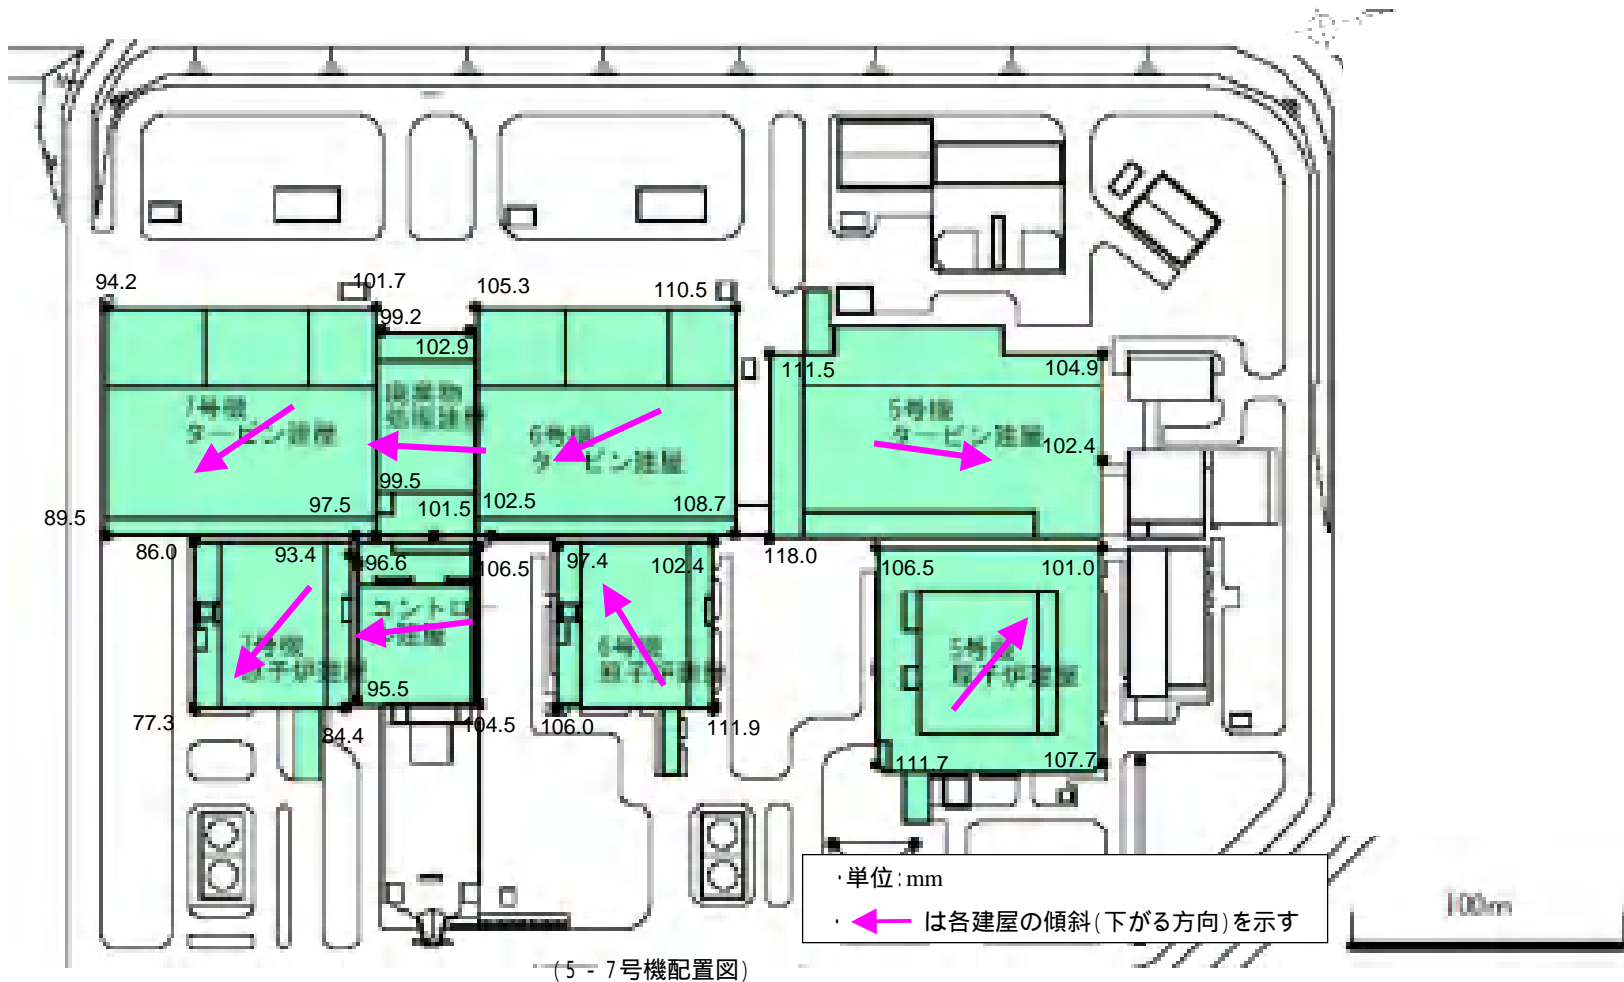 94.2
101.7
105.3
110.5
99.2
102.9
111.5
104.9
7号機
タービン建屋
廃棄物
処理建屋
6号機
タービン建屋
5号機
タービン建屋
102.4
99.5
97.5
101.5
102.5
108.7
89.5
86.0
93.4
96.6
106.5
97.4
102.4
118.0
106.5
101.0
コントロー
ル建屋
7号機
原子炉建屋
6号機
原子炉建屋
5号機
原子炉建屋
95.5
77.3
84.4
104.5
106.0
111.9
111.7
107.7
・単位:mm
・ は各建屋の傾斜(下がる方向)を示す
100m
(5 - 7号機配置図)